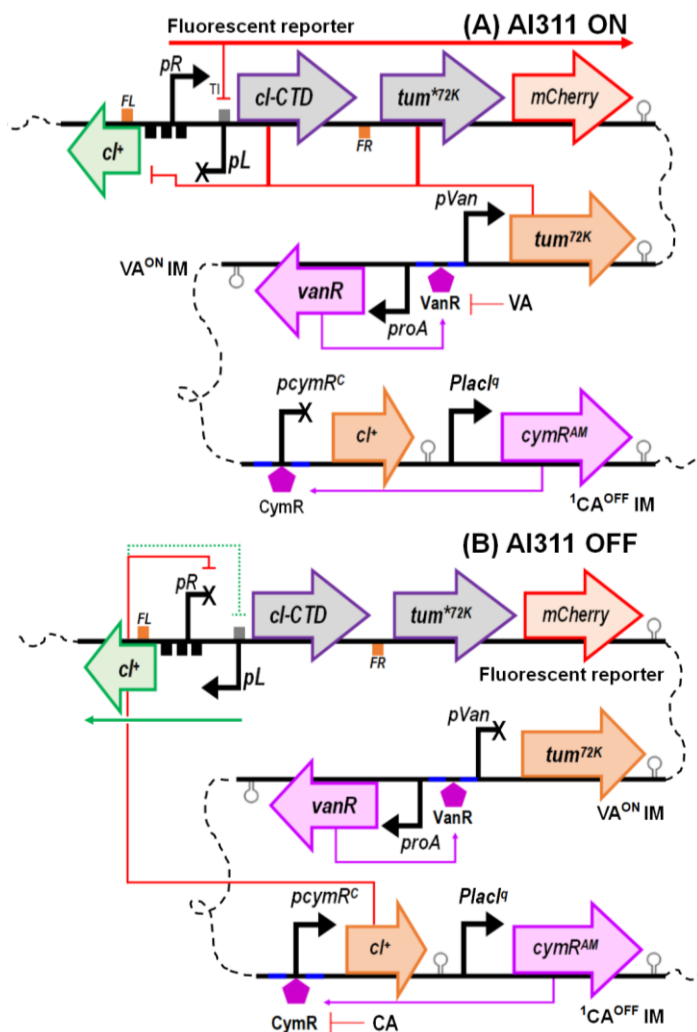 (A) AI311 ON
Fluorescent reporter
pR
TI
FL
cI-CTD
tum*72K
mCherry
cI+
pL
FR
pVan
tum72K
VAON IM
vanR
VanR
VA
proA
pcymRC
PlacIq
cI+
cymRAM
CymR
1CAOFF IM
(B) AI311 OFF
pR
FL
cI-CTD
tum*72K
mCherry
cI+
pL
FR
Fluorescent reporter
pVan
tum72K
vanR
VanR
VAON IM
proA
pcymRC
PlacIq
cI+
cymRAM
CymR
CA
1CAOFF IM